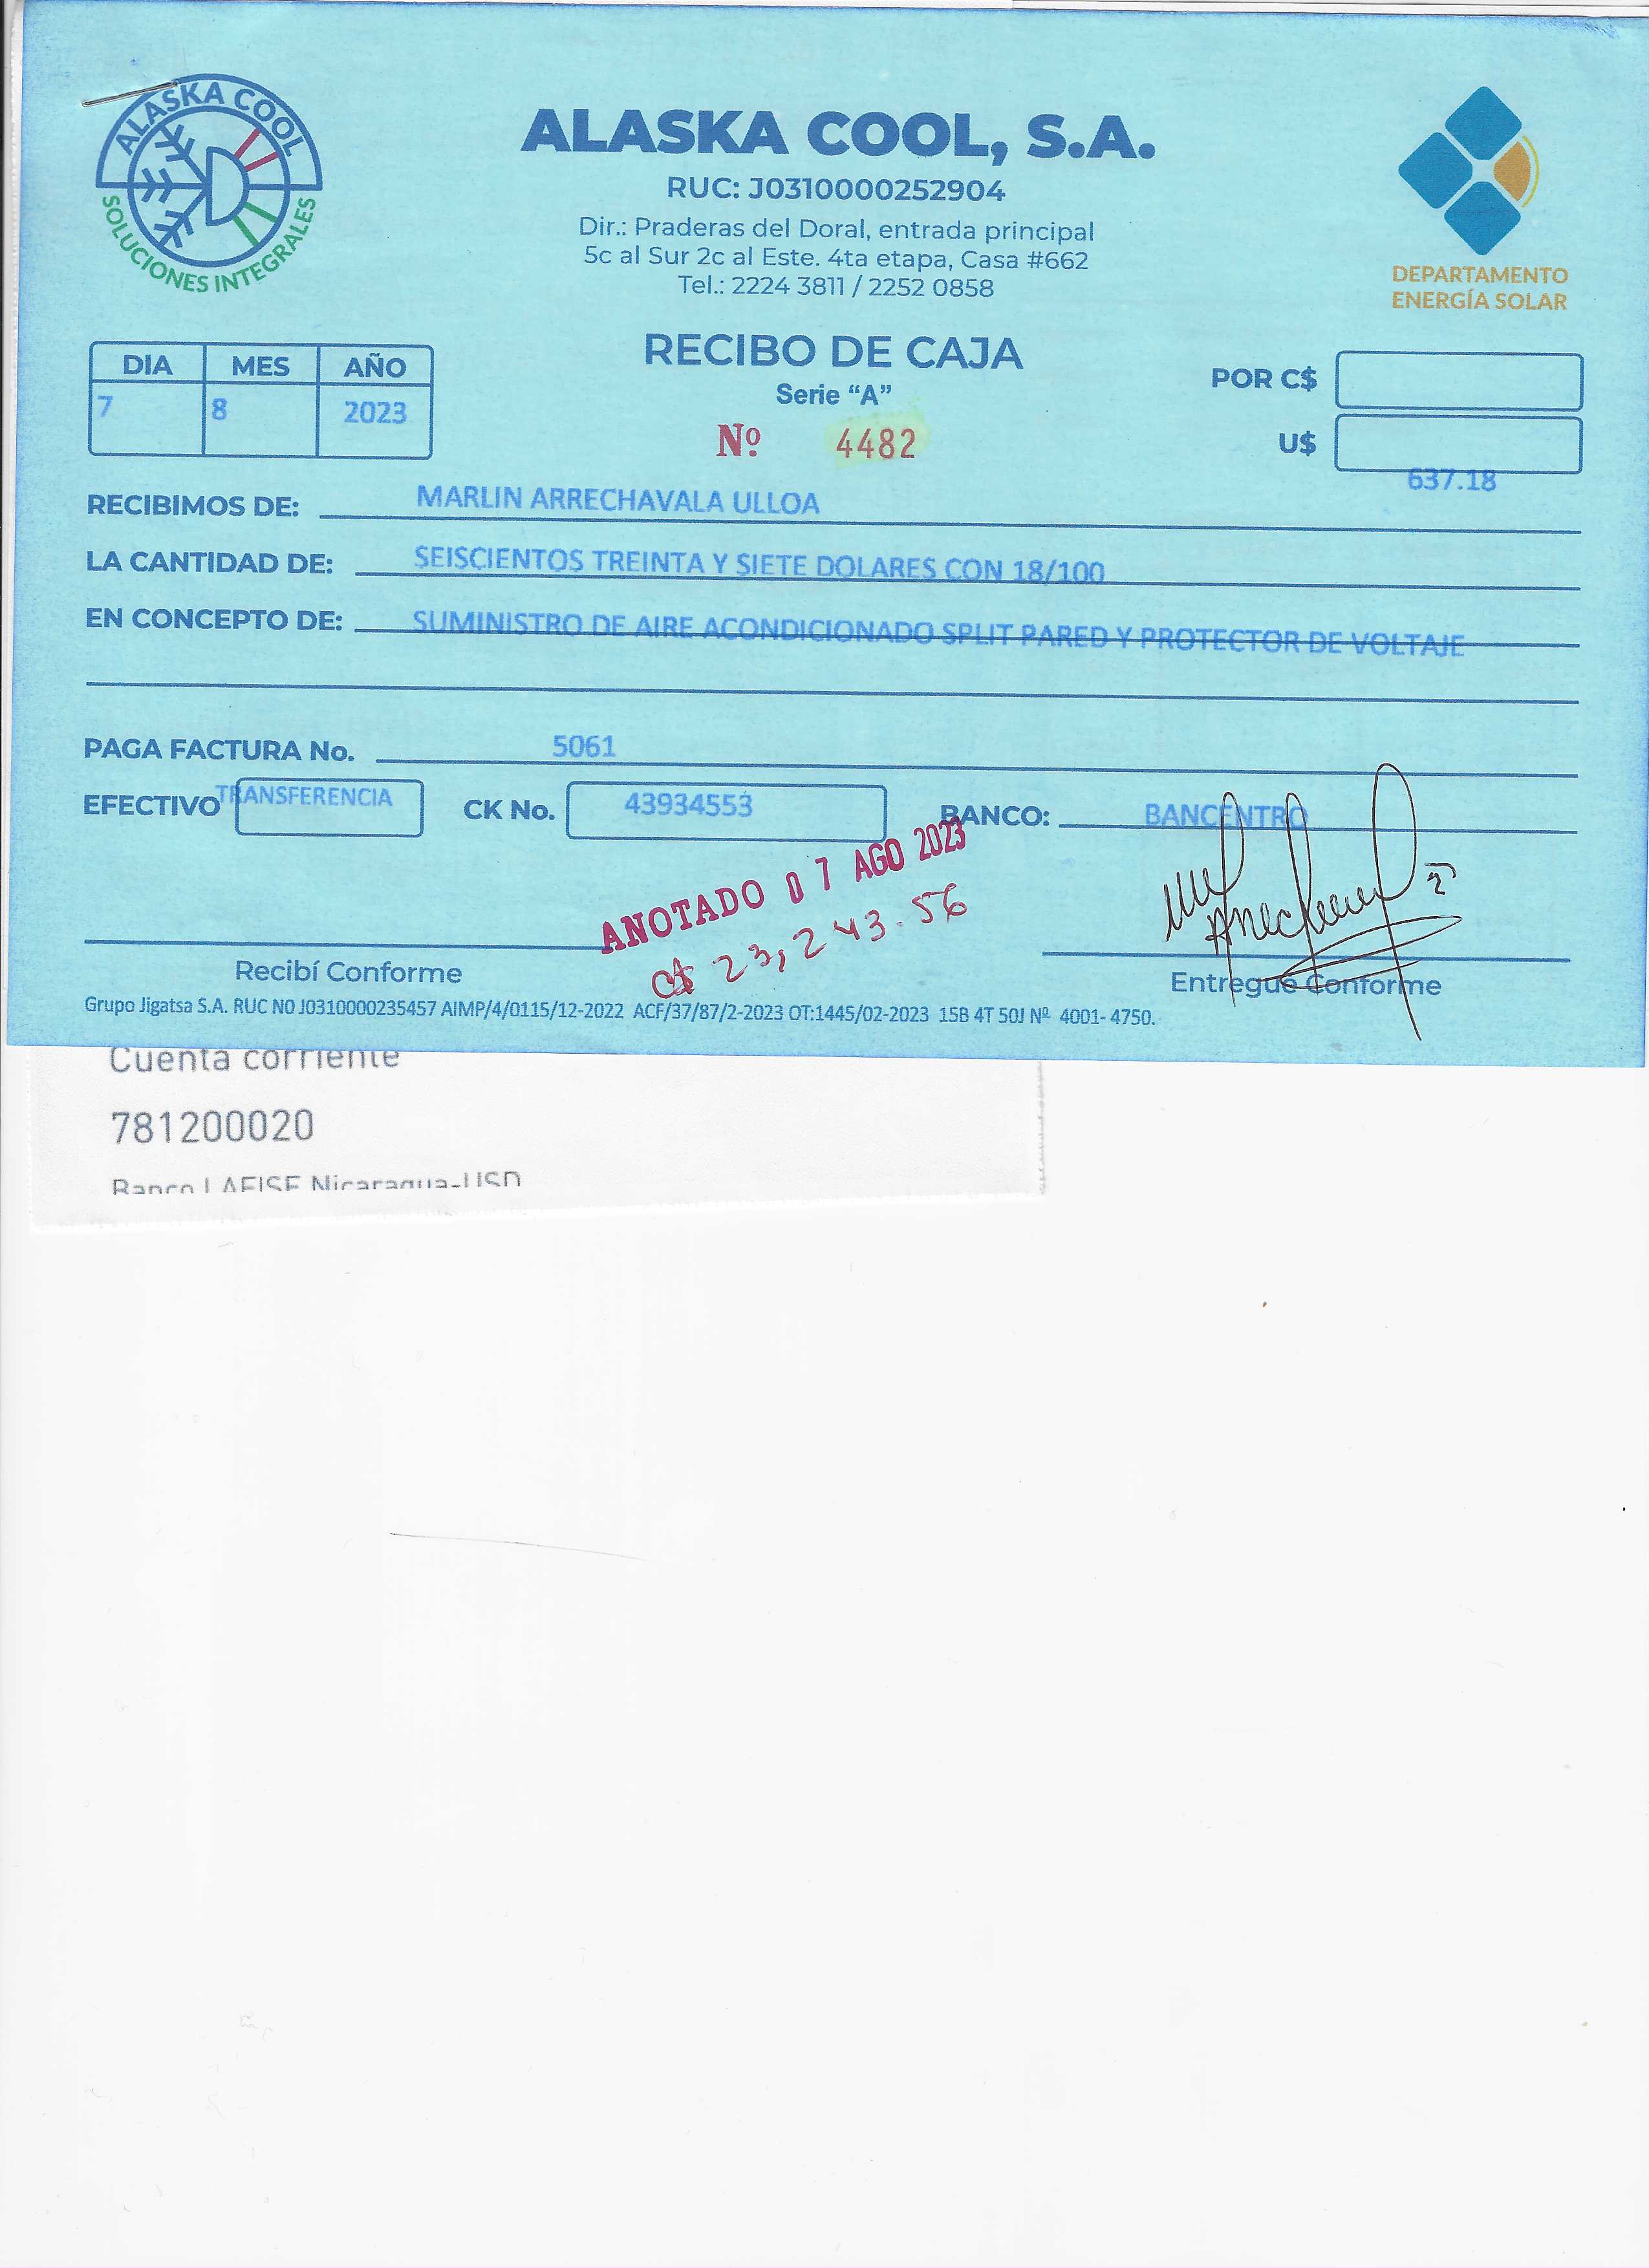 ALASKA COOL
SOLUCIONES INTEGRALES
ALASKA COOL, S.A.
RUC: J0310000252904
Dir.: Praderas del Doral, entrada principal
5c al Sur 2c al Este. 4ta etapa, Casa #662
Tel.: 2224 3811 / 2252 0858
DEPARTAMENTO
ENERGÍA SOLAR
DIA MES AÑO
7 8 2023
RECIBO DE CAJA
Serie “A”
Nº 4482
POR C$
U$
637.18
RECIBIMOS DE: MARLIN ARRECHAVALA ULLOA
LA CANTIDAD DE: SEISCIENTOS TREINTA Y SIETE DOLARES CON 18/100
EN CONCEPTO DE: SUMINISTRO DE AIRE ACONDICIONADO SPLIT PARED Y PROTECTOR DE VOLTAJE
PAGA FACTURA No. 5061
EFECTIVO TRANSFERENCIA CK No. 43934553 BANCO: BANCENTRO
ANOTADO 07 AGO 2023
C$ 23,243.56
Recibí Conforme
Entregue Conforme
Grupo Jigatsa S.A. RUC N0 J0310000235457 AIMP/4/0115/12-2022 ACF/37/87/2-2023 OT:1445/02-2023 15B 4T 50J Nº 4001- 4750.
Cuenta corriente
781200020
Banco LAFISE Nicaragua-USD